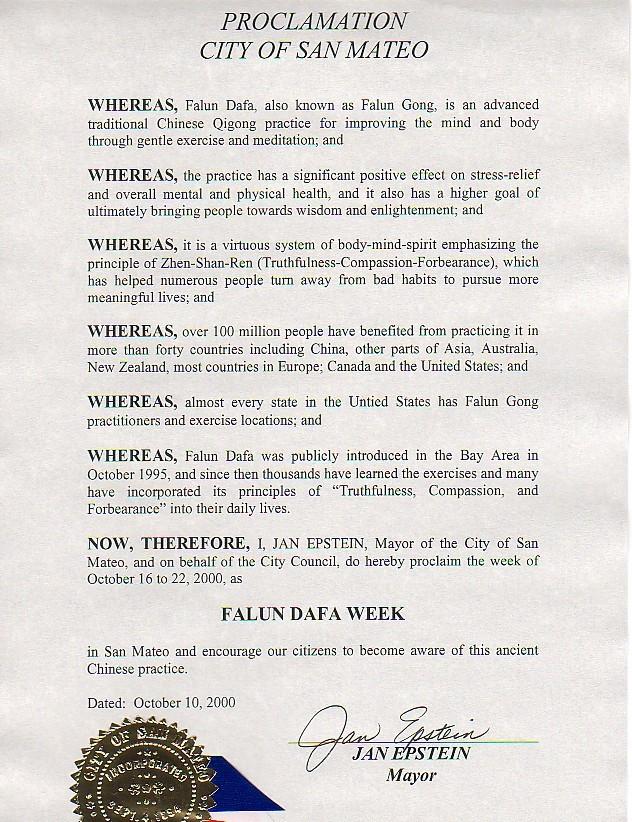 PROCLAMATION
CITY OF SAN MATEO
WHEREAS, Falun Dafa, also known as Falun Gong, is an advanced
traditional Chinese Qigong practice for improving the mind and body
through gentle exercise and meditation; and
WHEREAS, the practice has a significant positive effect on stress-relief
and overall mental and physical health, and it also has a higher goal of
ultimately bringing people towards wisdom and enlightenment; and
WHEREAS, it is a virtuous system of body-mind-spirit emphasizing the
principle of Zhen-Shan-Ren (Truthfulness-Compassion-Forbearance), which
has helped numerous people turn away from bad habits to pursue more
meaningful lives; and
WHEREAS, over 100 million people have benefited from practicing it in
more than forty countries including China, other parts of Asia, Australia,
New Zealand, most countries in Europe; Canada and the United States; and
WHEREAS, almost every state in the Untied States has Falun Gong
practitioners and exercise locations; and
WHEREAS, Falun Dafa was publicly introduced in the Bay Area in
October 1995, and since then thousands have learned the exercises and many
have incorporated its principles of “Truthfulness, Compassion, and
Forbearance” into their daily lives.
NOW, THEREFORE, I, JAN EPSTEIN, Mayor of the City of San
Mateo, and on behalf of the City Council, do hereby proclaim the week of
October 16 to 22, 2000, as
FALUN DAFA WEEK
in San Mateo and encourage our citizens to become aware of this ancient
Chinese practice.
Dated: October 10, 2000
Jan Epstein
JAN EPSTEIN
Mayor
CITY OF SAN MATEO
INCORPORATED
SEPT. 4 1894